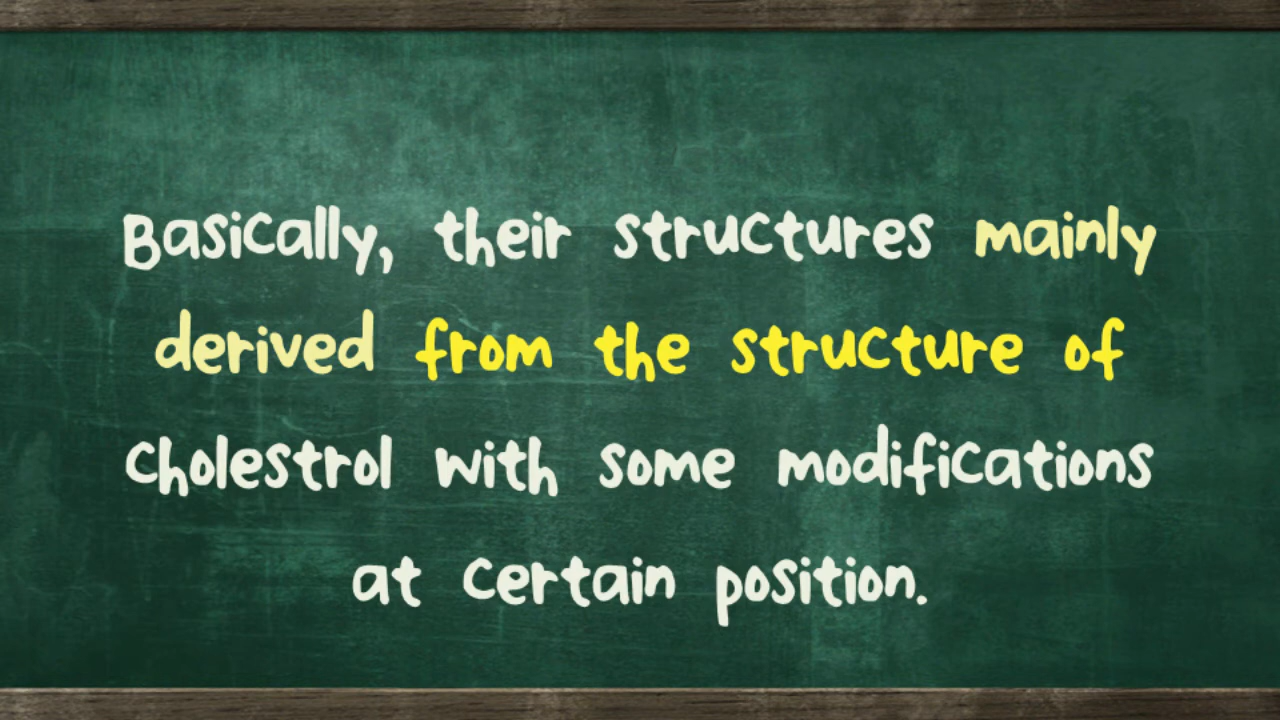 Basically, their structures mainly
derived from the structure of
cholestrol with some modifications
at certain position.